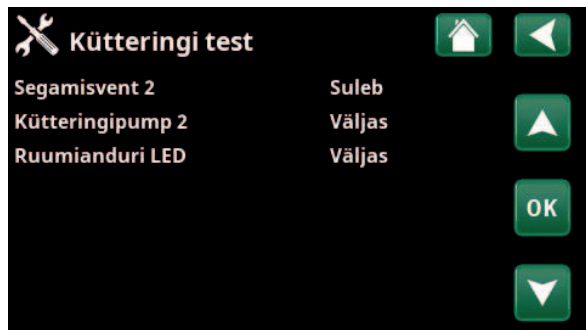 Kütteringi test
Segamisvent 2 Suleb
Kütteringipump 2 Väljas
Ruumianduri LED Väljas
OK